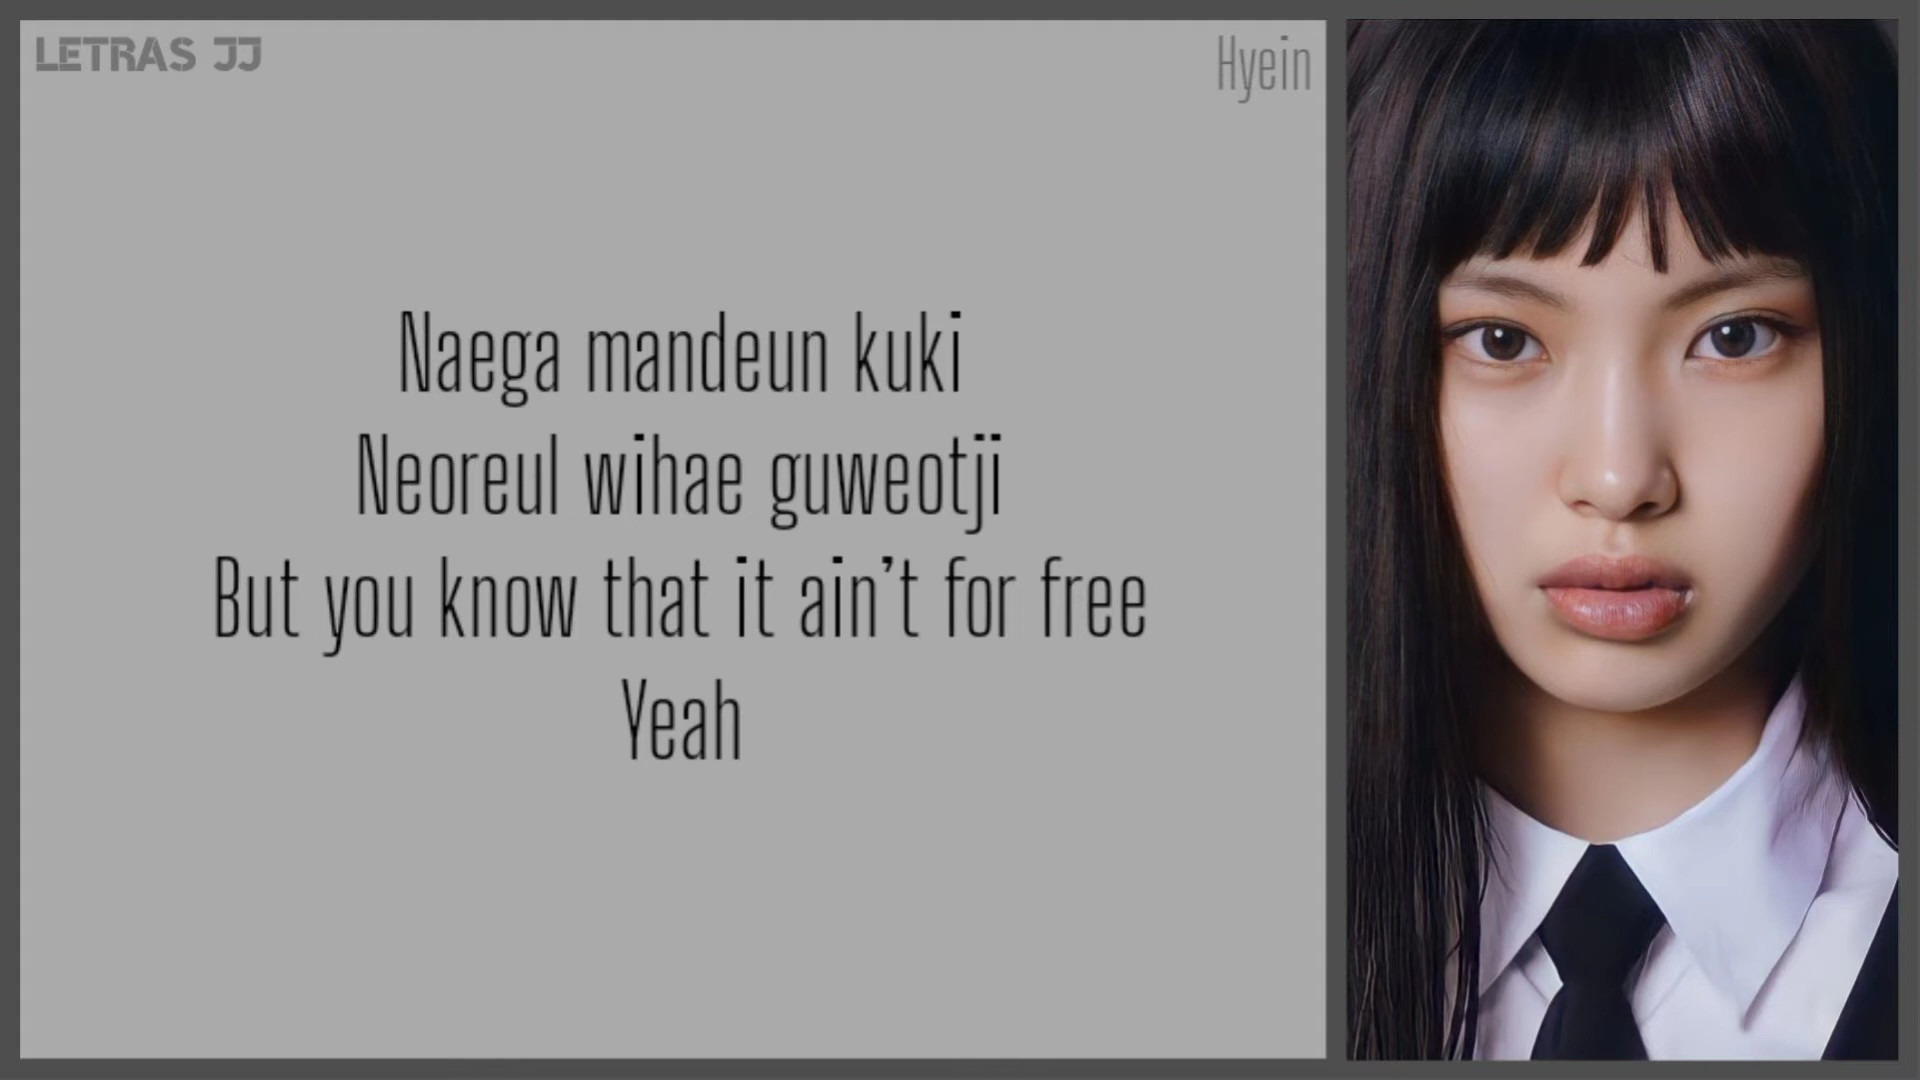 LETRAS JJ
Hyein
Naega mandeun kuki
Neoreul wihae guweotji
But you know that it ain't for free
Yeah